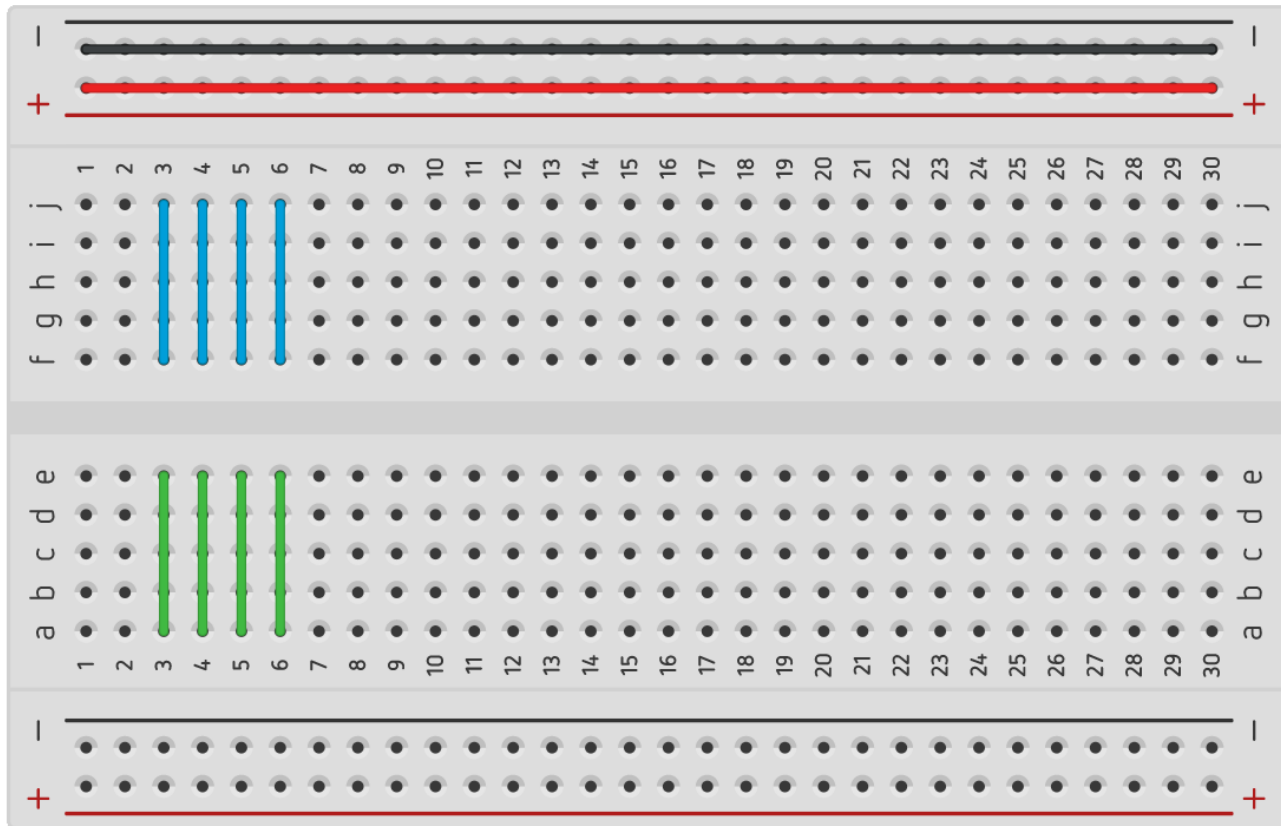 − −
+ +
1 2 3 4 5 6 7 8 9 10 11 12 13 14 15 16 17 18 19 20 21 22 23 24 25 26 27 28 29 30
j j
i i
h h
g g
f f
e e
d d
c c
b b
a a
1 2 3 4 5 6 7 8 9 10 11 12 13 14 15 16 17 18 19 20 21 22 23 24 25 26 27 28 29 30
− −
+ +